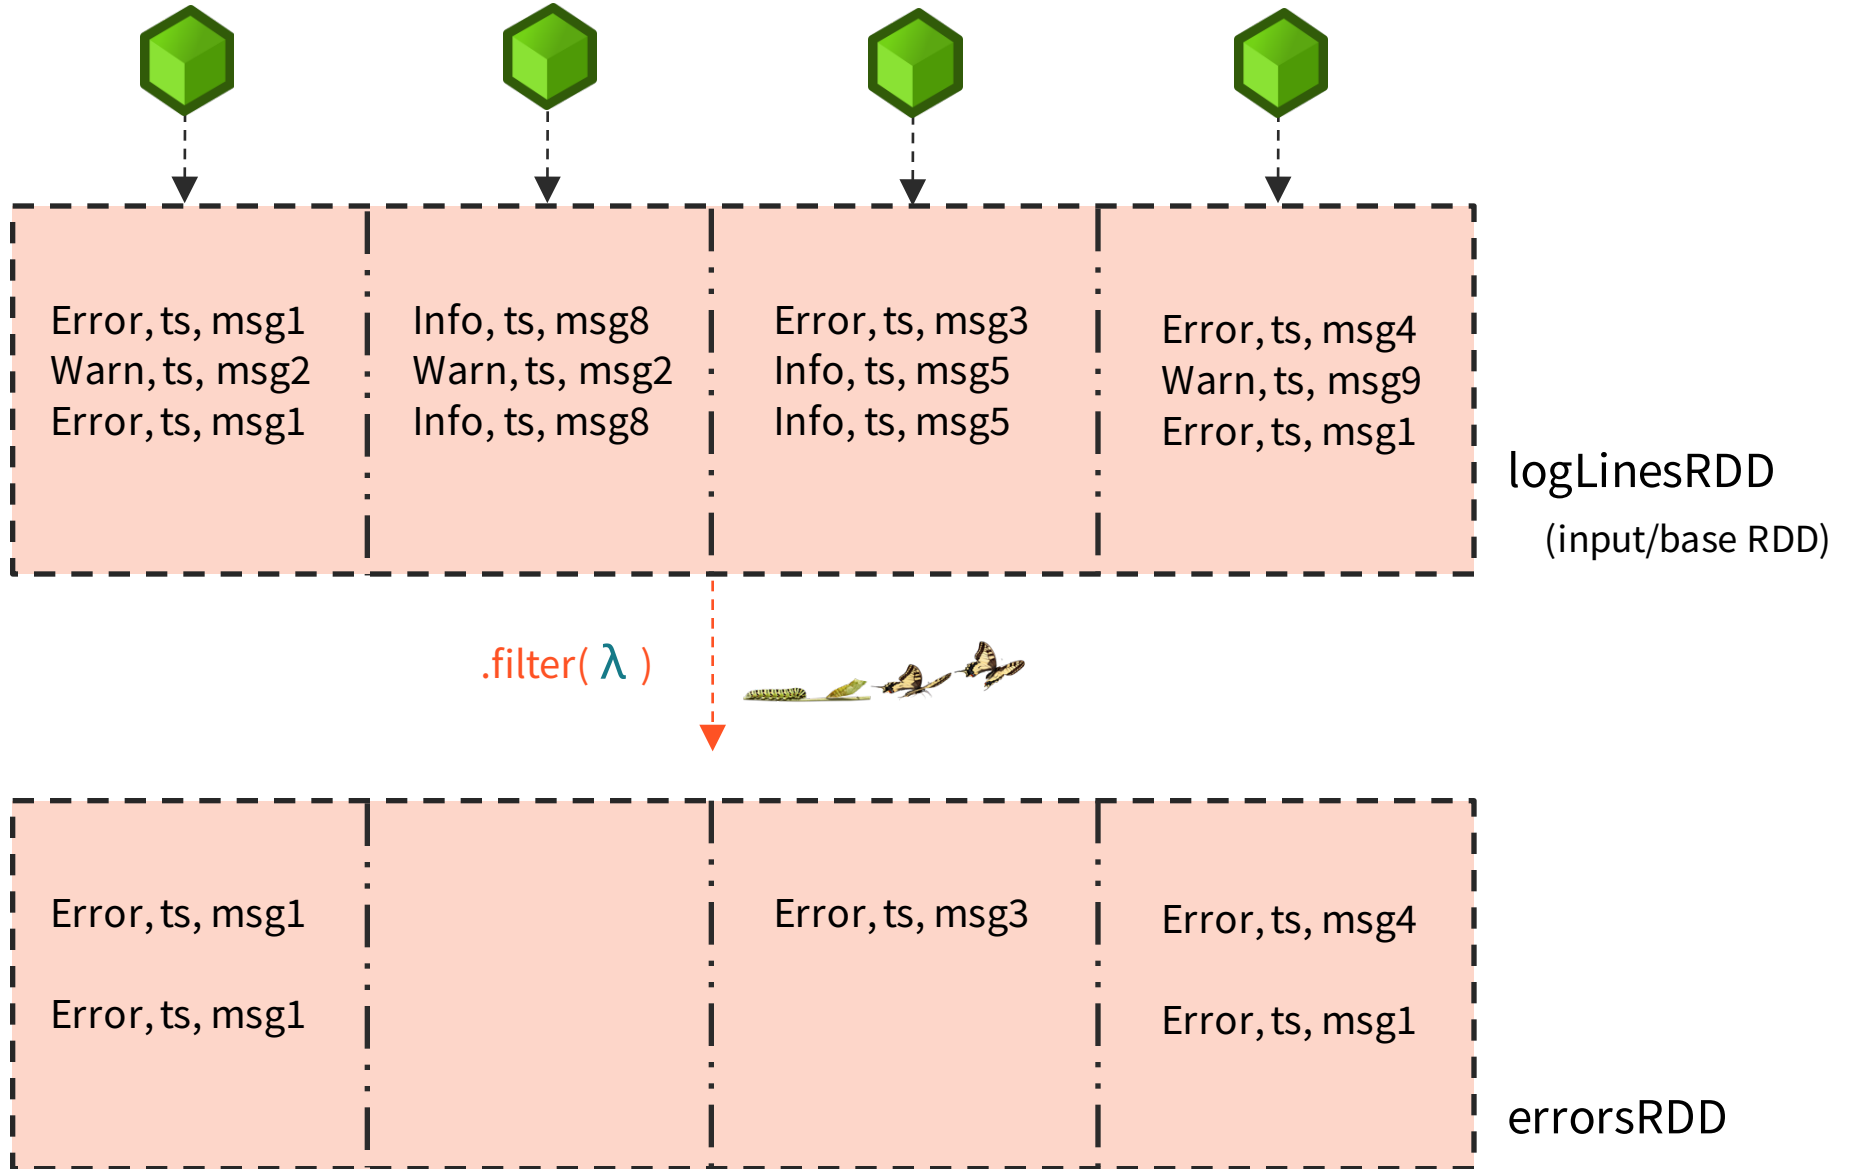 Error, ts, msg1
Warn, ts, msg2
Error, ts, msg1
Info, ts, msg8
Warn, ts, msg2
Info, ts, msg8
Error, ts, msg3
Info, ts, msg5
Info, ts, msg5
Error, ts, msg4
Warn, ts, msg9
Error, ts, msg1
logLinesRDD
(input/base RDD)
.filter( λ )
Error, ts, msg1
Error, ts, msg1
Error, ts, msg3
Error, ts, msg4
Error, ts, msg1
errorsRDD